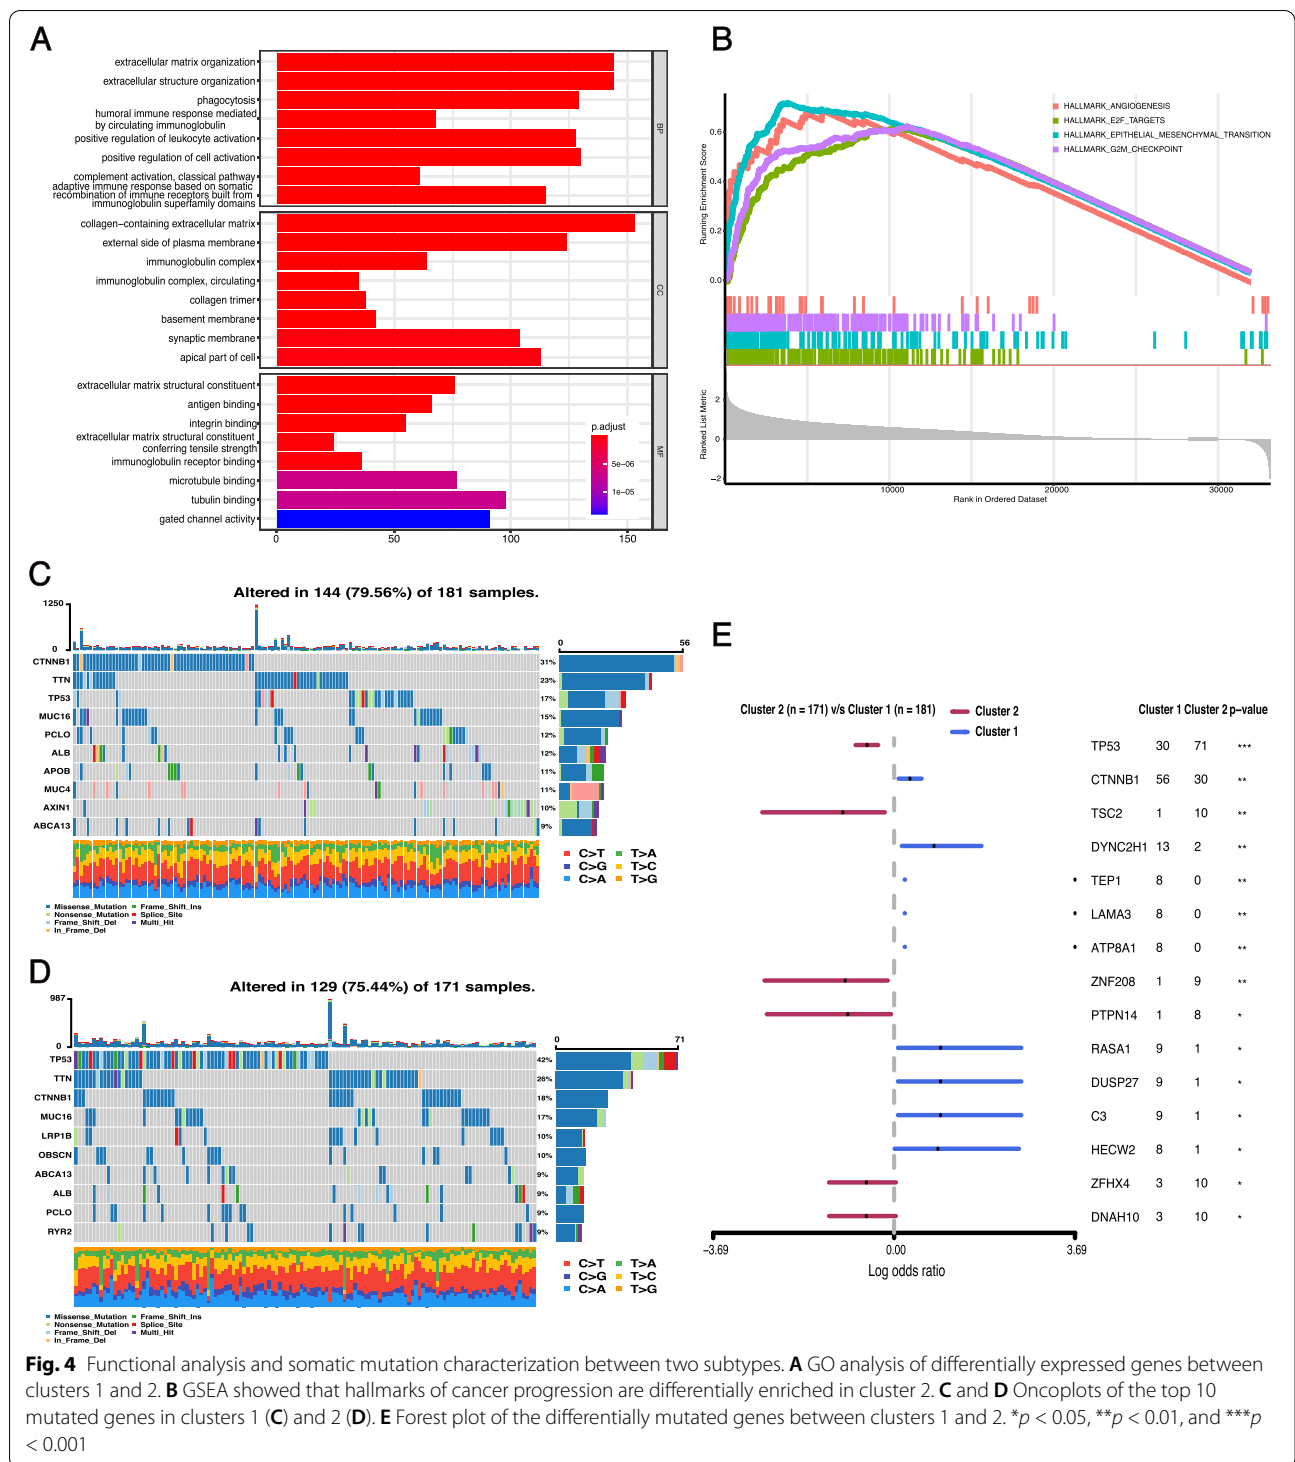 A
extracellular matrix organization
extracellular structure organization
phagocytosis
humoral immune response mediated
by circulating immunoglobulin
positive regulation of leukocyte activation
positive regulation of cell activation
complement activation, classical pathway
adaptive immune response based on somatic
recombination of immune receptors built from
immunoglobulin superfamily domains
BP
collagen−containing extracellular matrix
external side of plasma membrane
immunoglobulin complex
immunoglobulin complex, circulating
collagen trimer
basement membrane
synaptic membrane
apical part of cell
CC
extracellular matrix structural constituent
antigen binding
integrin binding
extracellular matrix structural constituent
conferring tensile strength
immunoglobulin receptor binding
microtubule binding
tubulin binding
gated channel activity
MF
p.adjust
5e−06
1e−05
0 50 100 150
B
HALLMARK_ANGIOGENESIS
HALLMARK_E2F_TARGETS
HALLMARK_EPITHELIAL_MESENCHYMAL_TRANSITION
HALLMARK_G2M_CHECKPOINT
Running Enrichment Score
0.6
0.4
0.2
0.0
Ranked List Metric
2
0
−2
10000 20000 30000
Rank in Ordered Dataset
C
Altered in 144 (79.56%) of 181 samples.
1250
0
0 56
CTNNB1 31%
TTN 23%
TP53 17%
MUC16 15%
PCLO 12%
ALB 12%
APOB 11%
MUC4 11%
AXIN1 10%
ABCA13 9%
C>T T>A
C>G T>C
C>A T>G
Missense_Mutation Frame_Shift_Ins
Nonsense_Mutation Splice_Site
Frame_Shift_Del Multi_Hit
In_Frame_Del
D
Altered in 129 (75.44%) of 171 samples.
987
0
0 71
TP53 42%
TTN 26%
CTNNB1 18%
MUC16 17%
LRP1B 10%
OBSCN 10%
ABCA13 9%
ALB 9%
PCLO 9%
RYR2 9%
C>T T>A
C>G T>C
C>A T>G
Missense_Mutation Frame_Shift_Ins
Nonsense_Mutation Splice_Site
Frame_Shift_Del Multi_Hit
In_Frame_Del
E
Cluster 2 (n = 171) v/s Cluster 1 (n = 181)
Cluster 2
Cluster 1
Cluster 1 Cluster 2 p−value
TP53 30 71 ***
CTNNB1 56 30 **
TSC2 1 10 **
DYNC2H1 13 2 **
TEP1 8 0 **
LAMA3 8 0 **
ATP8A1 8 0 **
ZNF208 1 9 **
PTPN14 1 8 *
RASA1 9 1 *
DUSP27 9 1 *
C3 9 1 *
HECW2 8 1 *
ZFHX4 3 10 *
DNAH10 3 10 *
−3.69 0.00 3.69
Log odds ratio
Fig. 4 Functional analysis and somatic mutation characterization between two subtypes. A GO analysis of differentially expressed genes between
clusters 1 and 2. B GSEA showed that hallmarks of cancer progression are differentially enriched in cluster 2. C and D Oncoplots of the top 10
mutated genes in clusters 1 (C) and 2 (D). E Forest plot of the differentially mutated genes between clusters 1 and 2. *p < 0.05, **p < 0.01, and ***p
< 0.001